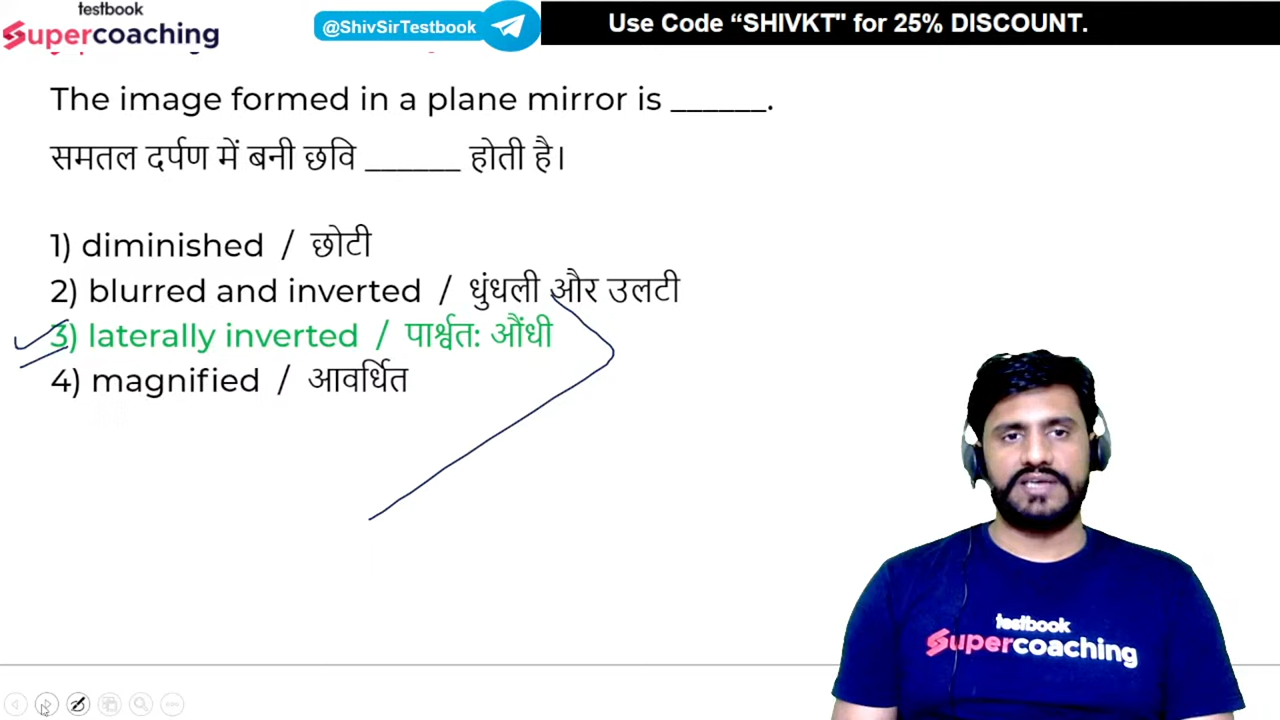 testbook
Supercoaching
@ShivSirTestbook
Use Code “SHIVKT" for 25% DISCOUNT.
The image formed in a plane mirror is ______.
समतल दर्पण में बनी छवि ______ होती है।
1) diminished / छोटी
2) blurred and inverted / धुंधली और उलटी
3) laterally inverted / पार्श्वत: औंधी
4) magnified / आवर्धित
testbook
Supercoaching